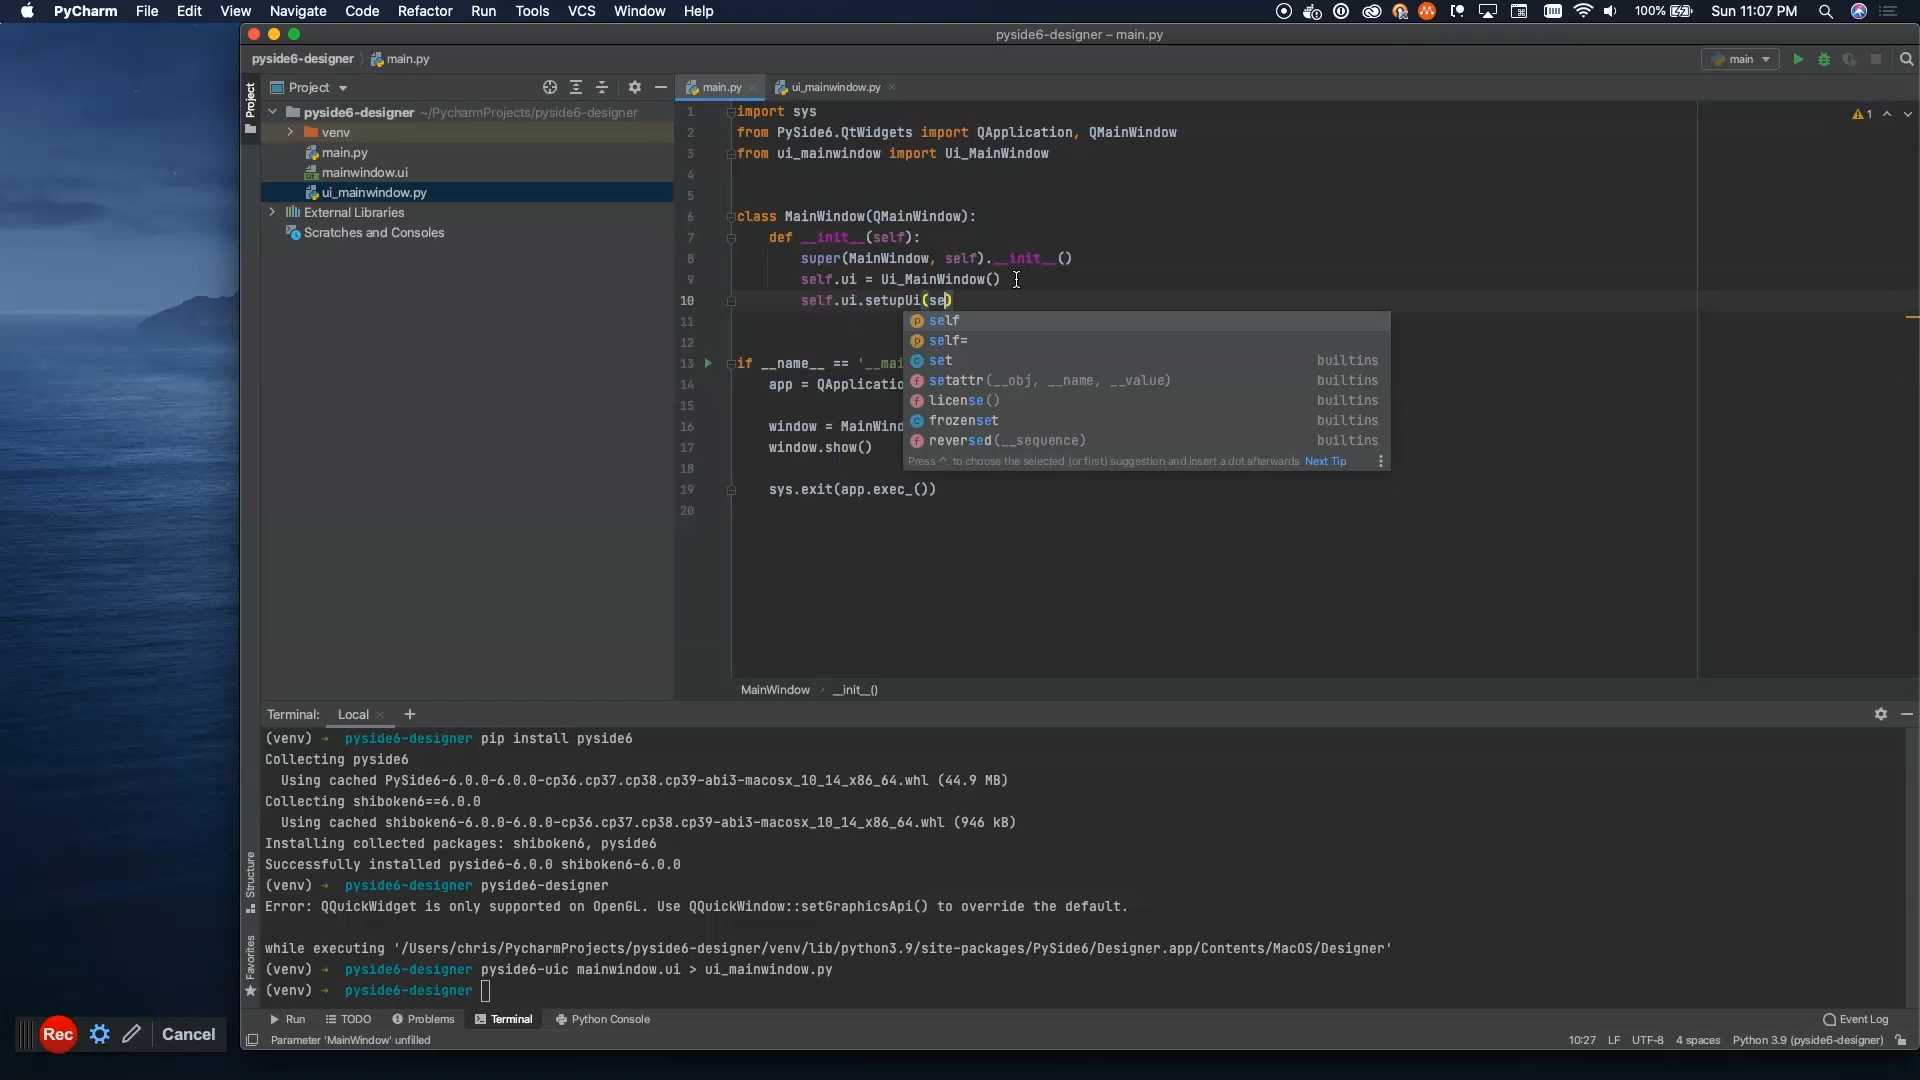 PyCharm File Edit View Navigate Code Refactor Run Tools VCS Window Help 100% Sun 11:07 PM
pyside6-designer – main.py
pyside6-designer main.py main
Project
main.py ui_mainwindow.py
pyside6-designer ~/PycharmProjects/pyside6-designer
venv
main.py
mainwindow.ui
ui_mainwindow.py
External Libraries
Scratches and Consoles
Project
1 import sys
2 from PySide6.QtWidgets import QApplication, QMainWindow
3 from ui_mainwindow import Ui_MainWindow
4
5
6 class MainWindow(QMainWindow):
7 def __init__(self):
8 super(MainWindow, self).__init__()
9 self.ui = Ui_MainWindow()
10 self.ui.setupUi(se)
11
12
13 if __name__ == '__mai
14 app = QApplicatio
15
16 window = MainWind
17 window.show()
18
19 sys.exit(app.exec_())
20
1
self
self=
set builtins
setattr(__obj, __name, __value) builtins
license() builtins
frozenset builtins
reversed(__sequence) builtins
Press ^. to choose the selected (or first) suggestion and insert a dot afterwards Next Tip
MainWindow __init__()
Terminal: Local +
(venv) → pyside6-designer pip install pyside6
Collecting pyside6
Using cached PySide6-6.0.0-6.0.0-cp36.cp37.cp38.cp39-abi3-macosx_10_14_x86_64.whl (44.9 MB)
Collecting shiboken6==6.0.0
Using cached shiboken6-6.0.0-6.0.0-cp36.cp37.cp38.cp39-abi3-macosx_10_14_x86_64.whl (946 kB)
Installing collected packages: shiboken6, pyside6
Successfully installed pyside6-6.0.0 shiboken6-6.0.0
(venv) → pyside6-designer pyside6-designer
Error: QQuickWidget is only supported on OpenGL. Use QQuickWindow::setGraphicsApi() to override the default.
while executing '/Users/chris/PycharmProjects/pyside6-designer/venv/lib/python3.9/site-packages/PySide6/Designer.app/Contents/MacOS/Designer'
(venv) → pyside6-designer pyside6-uic mainwindow.ui > ui_mainwindow.py
(venv) → pyside6-designer
Structure
Favorites
Run TODO Problems Terminal Python Console Event Log
Parameter 'MainWindow' unfilled 10:27 LF UTF-8 4 spaces Python 3.9 (pyside6-designer)
Rec Cancel